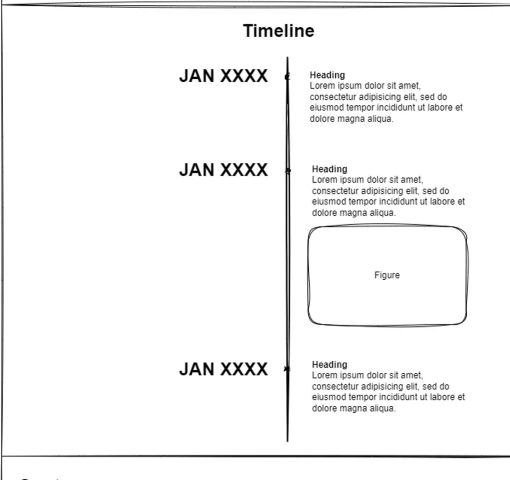 Timeline
JAN XXXX
Heading
Lorem ipsum dolor sit amet,
consectetur adipisicing elit, sed do
eiusmod tempor incididunt ut labore et
dolore magna aliqua.
JAN XXXX
Heading
Lorem ipsum dolor sit amet,
consectetur adipisicing elit, sed do
eiusmod tempor incididunt ut labore et
dolore magna aliqua.
Figure
JAN XXXX
Heading
Lorem ipsum dolor sit amet,
consectetur adipisicing elit, sed do
eiusmod tempor incididunt ut labore et
dolore magna aliqua.